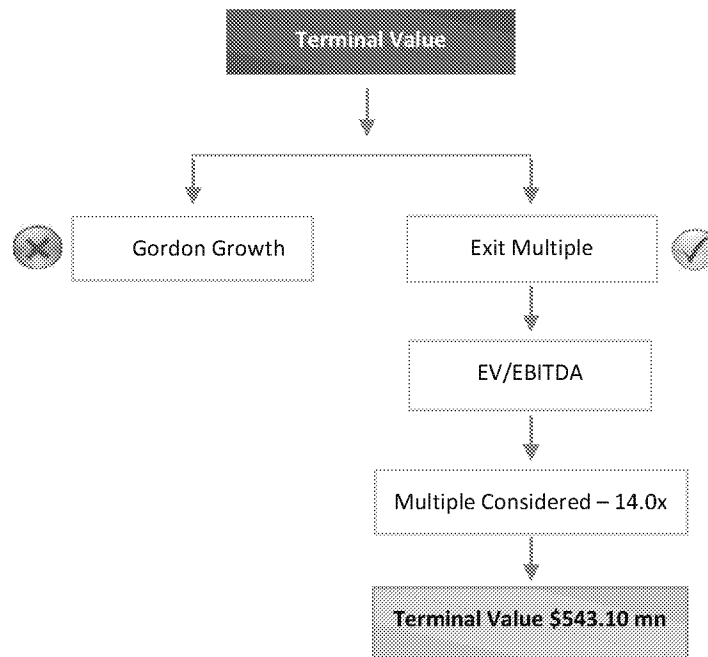 Terminal Value
Gordon Growth
Exit Multiple
EV/EBITDA
Multiple Considered – 14.0x
Terminal Value $543.10 mn